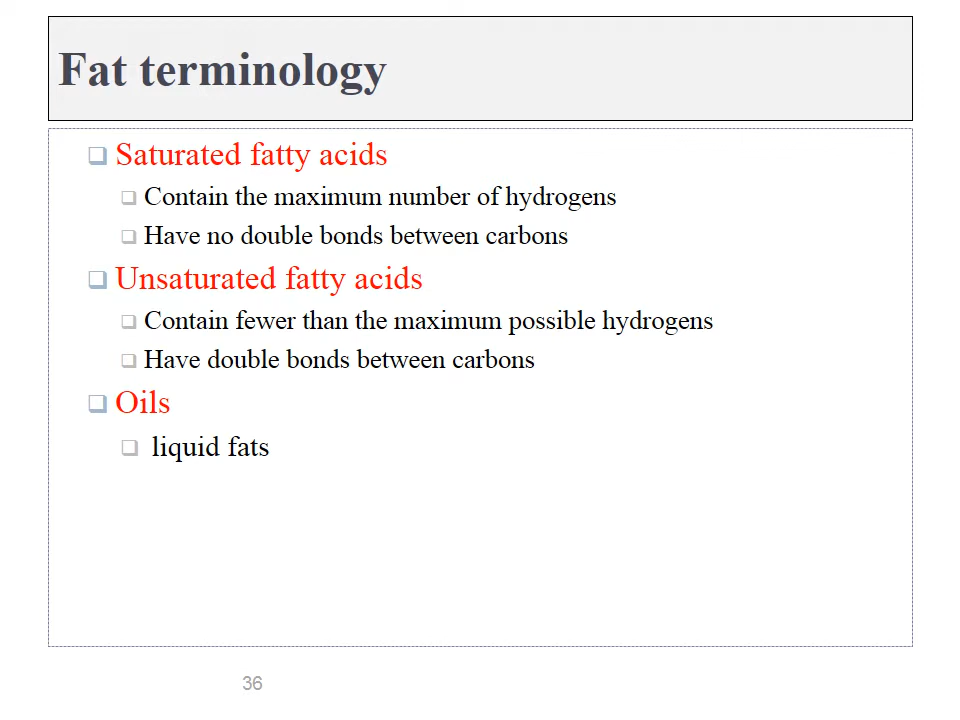 Fat terminology
Saturated fatty acids
Contain the maximum number of hydrogens
Have no double bonds between carbons
Unsaturated fatty acids
Contain fewer than the maximum possible hydrogens
Have double bonds between carbons
Oils
liquid fats
36